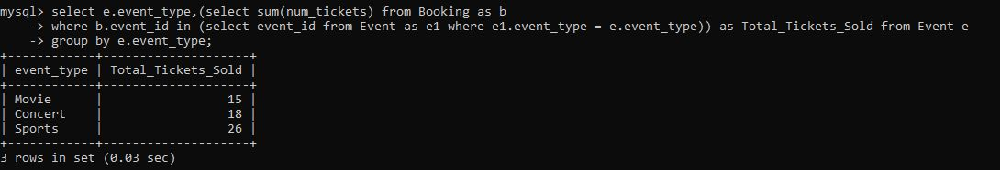 mysql> select e.event_type,(select sum(num_tickets) from Booking as b
    -> where b.event_id in (select event_id from Event as e1 where e1.event_type = e.event_type)) as Total_Tickets_Sold from Event e
    -> group by e.event_type;
+------------+--------------------+
| event_type | Total_Tickets_Sold |
+------------+--------------------+
| Movie      |                 15 |
| Concert    |                 18 |
| Sports     |                 26 |
+------------+--------------------+
3 rows in set (0.03 sec)